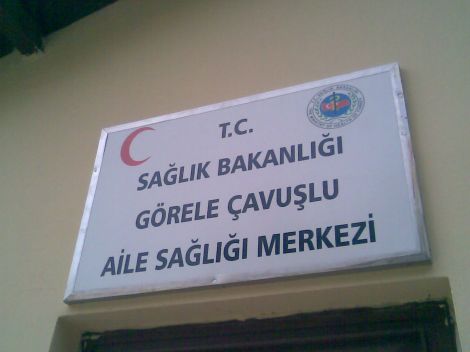 T.C.
SAĞLIK BAKANLIĞI
GÖRELE ÇAVUŞLU
AİLE SAĞLIĞI MERKEZİ